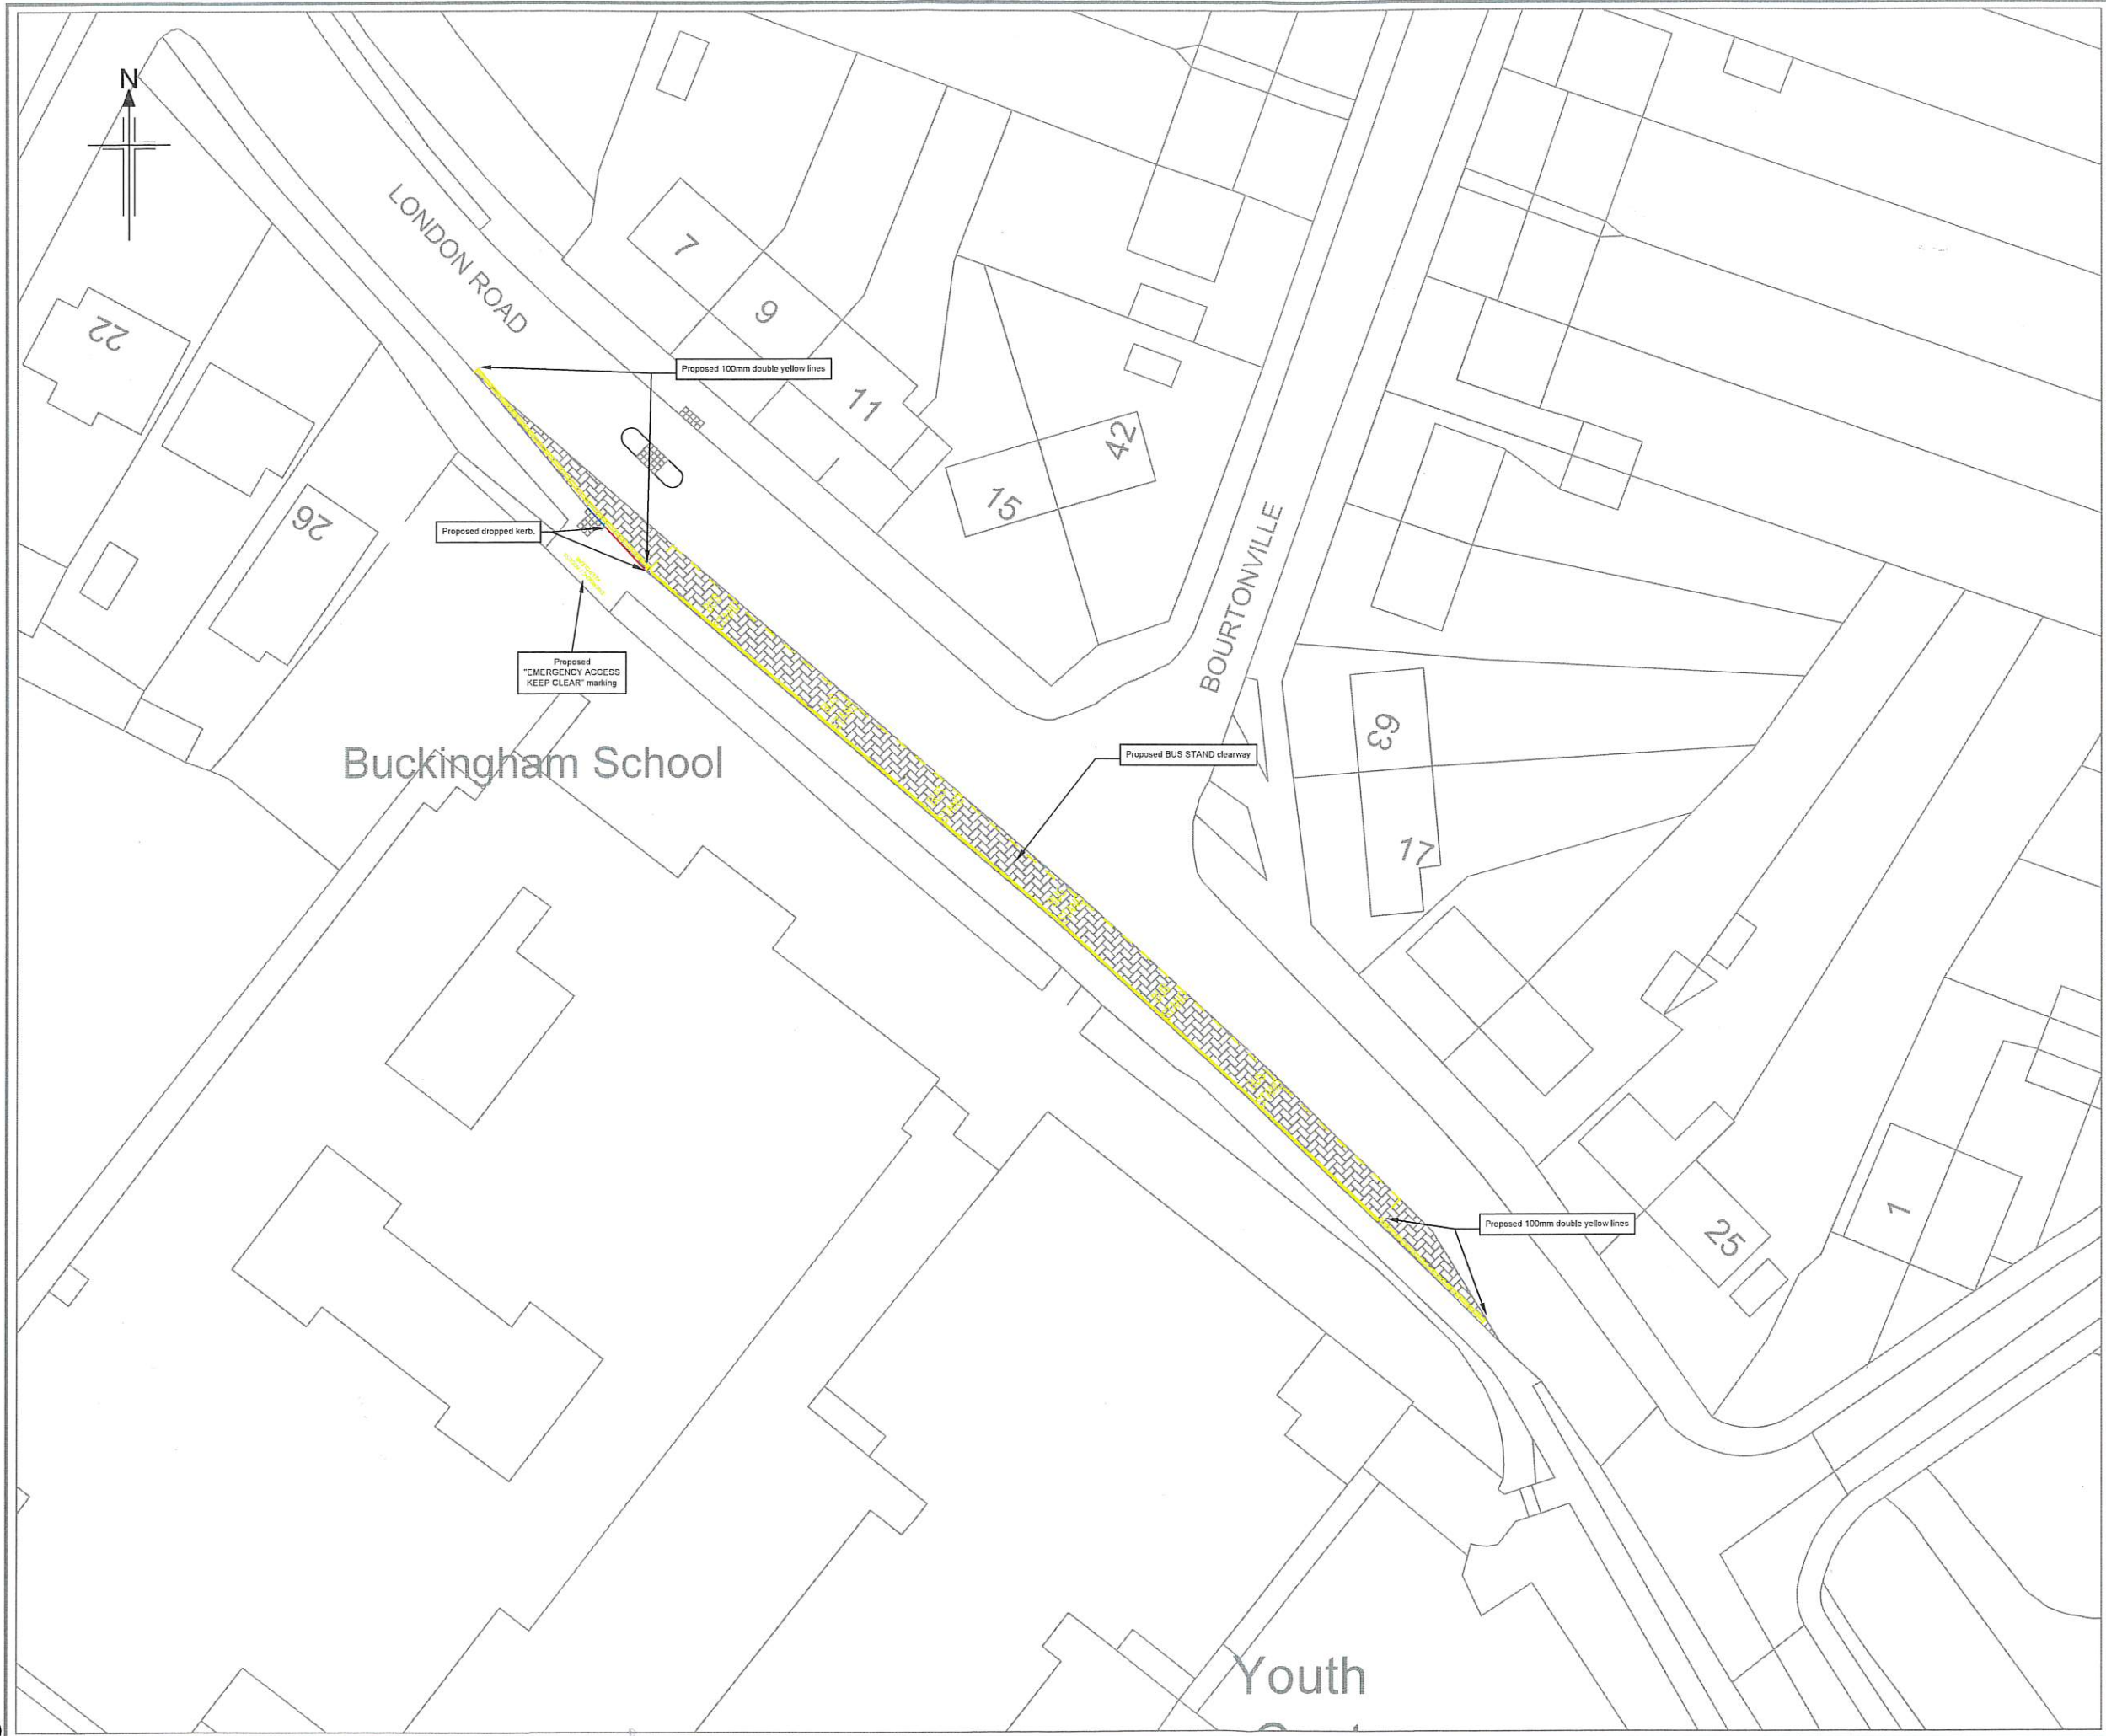 N
LONDON ROAD
7
9
11
22
26
15
42
Proposed 100mm double yellow lines
Proposed dropped kerb.
Proposed
"EMERGENCY ACCESS
KEEP CLEAR" marking
BOURTONVILLE
Buckingham School
Proposed BUS STAND clearway
63
17
Proposed 100mm double yellow lines
25
1
Youth